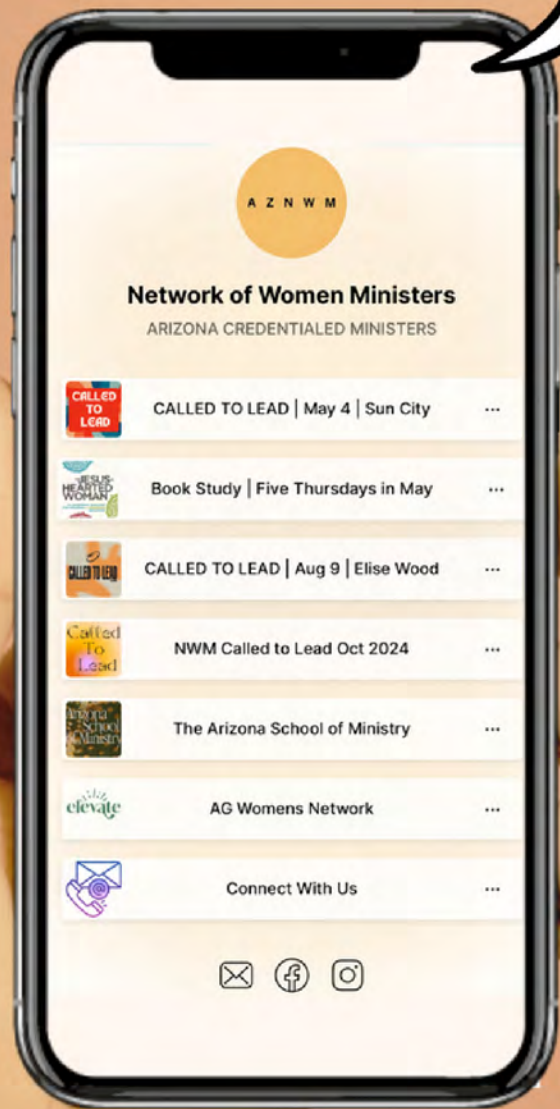 A Z N W M
Network of Women Ministers
ARIZONA CREDENTIALED MINISTERS
CALLED
TO
LEAD
CALLED TO LEAD | May 4 | Sun City
JESUS-
HEARTED
WOMAN
Book Study | Five Thursdays in May
CALLED TO LEAD
CALLED TO LEAD | Aug 9 | Elise Wood
Called
To
Lead
NWM Called to Lead Oct 2024
Arizona
School
of Ministry
The Arizona School of Ministry
elevate
AG Womens Network
Connect With Us